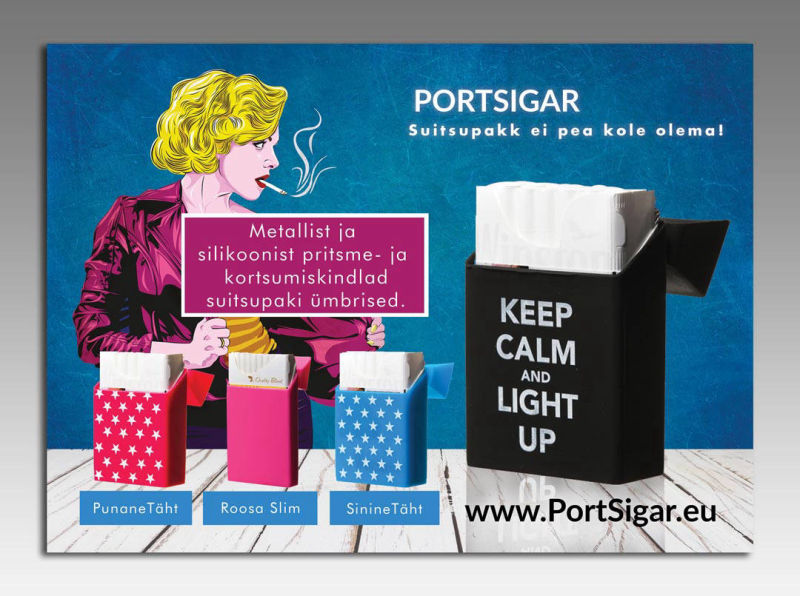 PORTSIGAR
Suitsupakk ei pea kole olema!
Metallist ja
silikoonist pritsme- ja
kortsumiskindlad
suitsupaki ümbrised.
KEEP
CALM
AND
LIGHT
UP
PunaneTäht
Roosa Slim
SinineTäht
www.PortSigar.eu